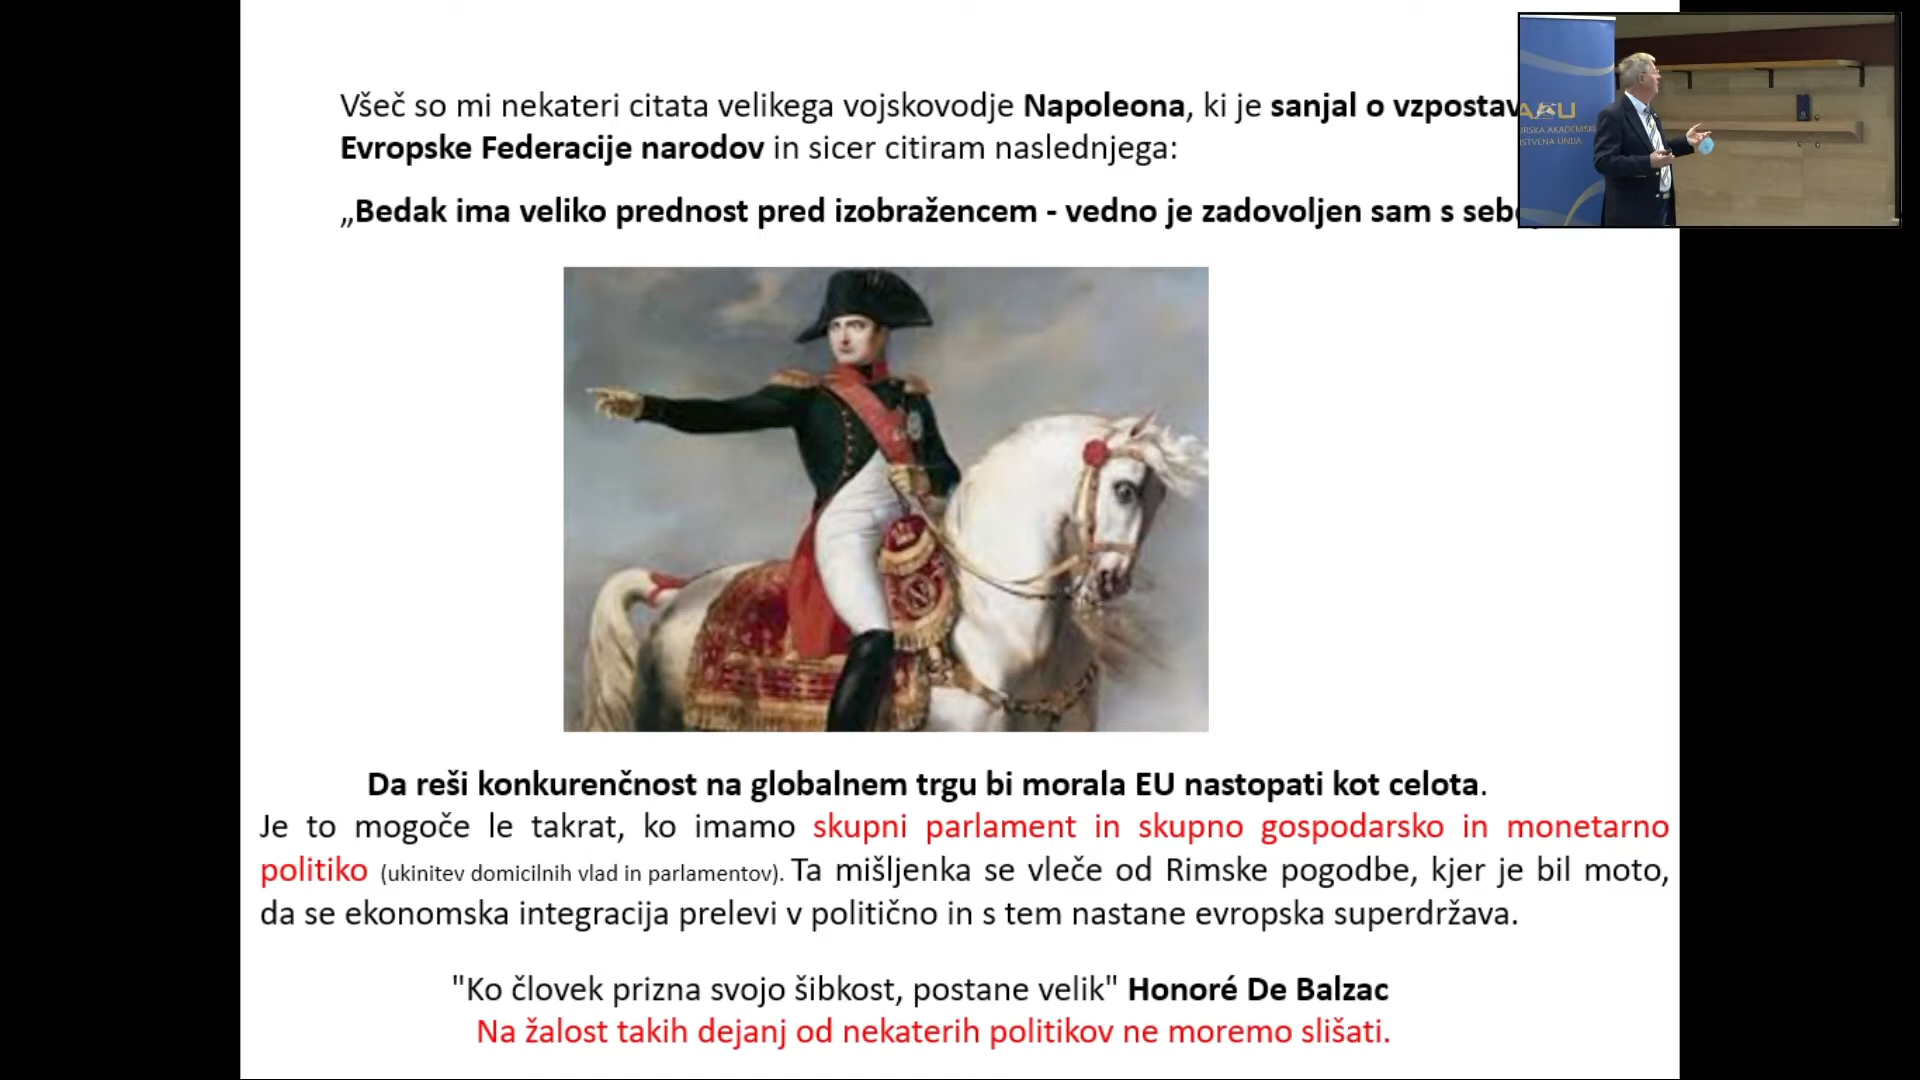 Všeč so mi nekateri citata velikega vojskovodje Napoleona, ki je sanjal o
Evropske Federacije narodov in sicer citiram naslednjega:
„Bedak ima veliko prednost pred izobražencem - vedno je zadovoljen sam s
Da reši konkurenčnost na globalnem trgu bi morala EU nastopati kot celota.
Je to mogoče le takrat, ko imamo skupni parlament in skupno gospodarsko in monetarno
politiko (ukinitev domicilnih vlad in parlamentov). Ta mišljenka se vleče od Rimske pogodbe, kjer je bil moto,
da se ekonomska integracija prelevi v politično in s tem nastane evropska superdržava.
"Ko človek prizna svojo šibkost, postane velik" Honoré De Balzac
Na žalost takih dejanj od nekaterih politikov ne moremo slišati.